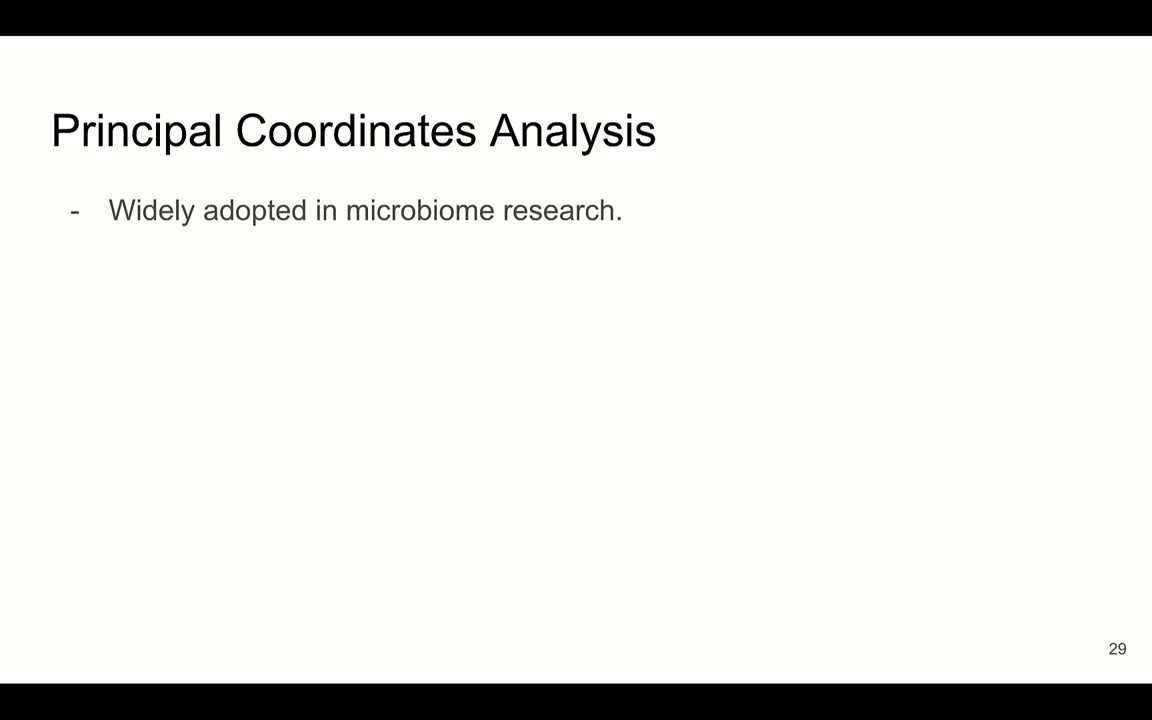 Principal Coordinates Analysis
- Widely adopted in microbiome research.
29